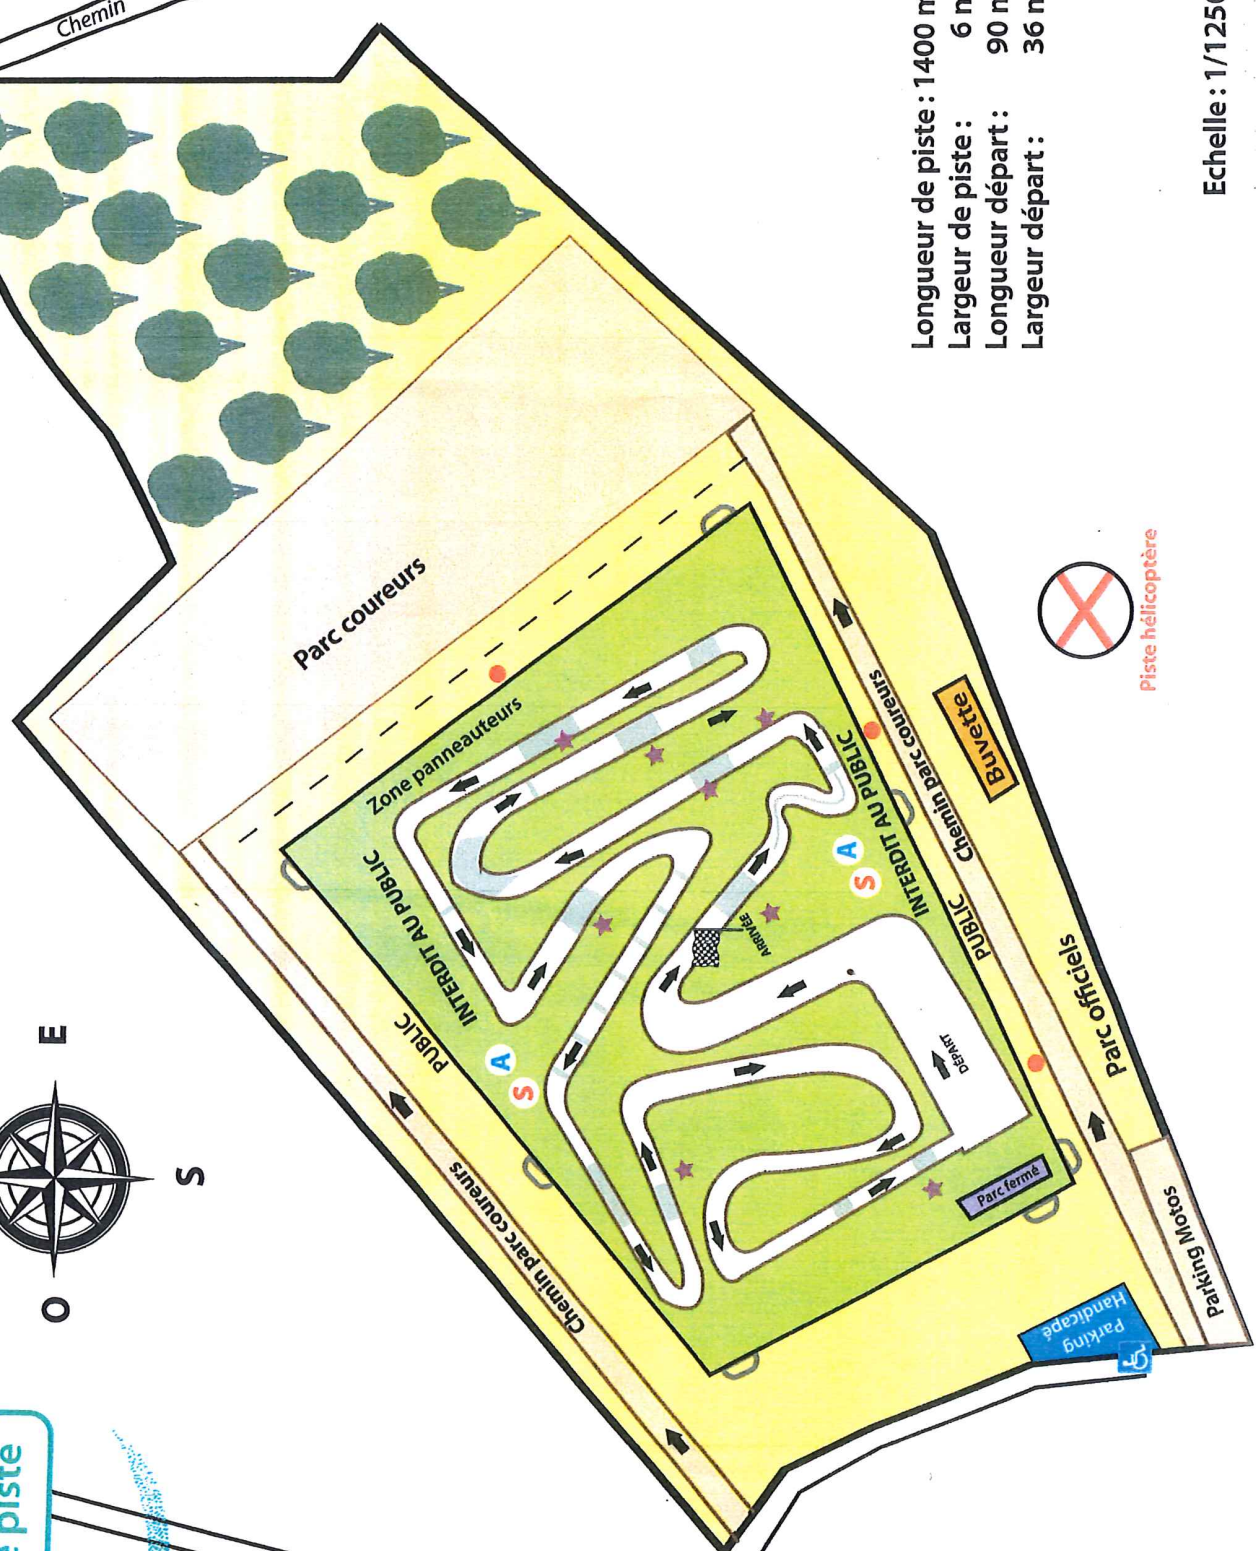 Chemin
Longueur de piste : 1400 m
Largeur de piste : 6 m
Longueur départ : 90 m
Largeur départ : 36 m
Echelle : 1/1250
Parc coureurs
Zone panneauteurs
INTERDIT AU PUBLIC
PUBLIC
A
S
Chemin parc coureurs
ARRIVÉE
DÉPART
Parc fermé
A
S
INTERDIT AU PUBLIC
PUBLIC
Chemin parc coureurs
Buvette
Parc officiels
Parking Motos
Parking
Handicapé
Piste hélicoptère
E
S
O
piste